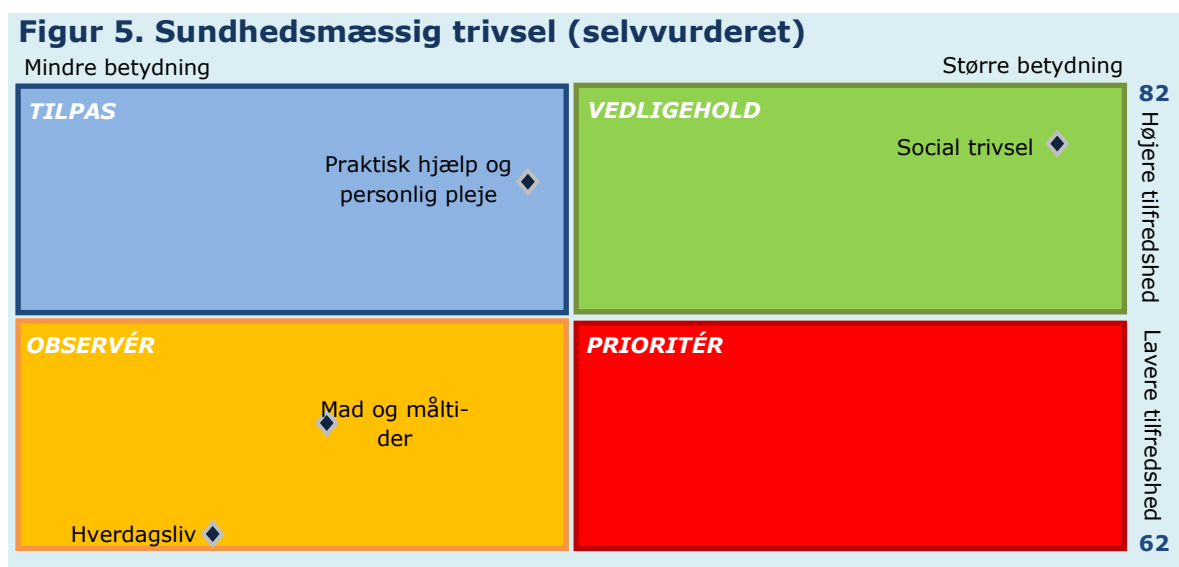 Figur 5. Sundhedsmæssig trivsel (selvvurderet)
Mindre betydning
Større betydning
TILPAS
VEDLIGEHOLD
82
Højere tilfredshed
Social trivsel
Praktisk hjælp og
personlig pleje
OBSERVÉR
PRIORITÉR
Lavere tilfredshed
Mad og målti-
der
Hverdagsliv
62